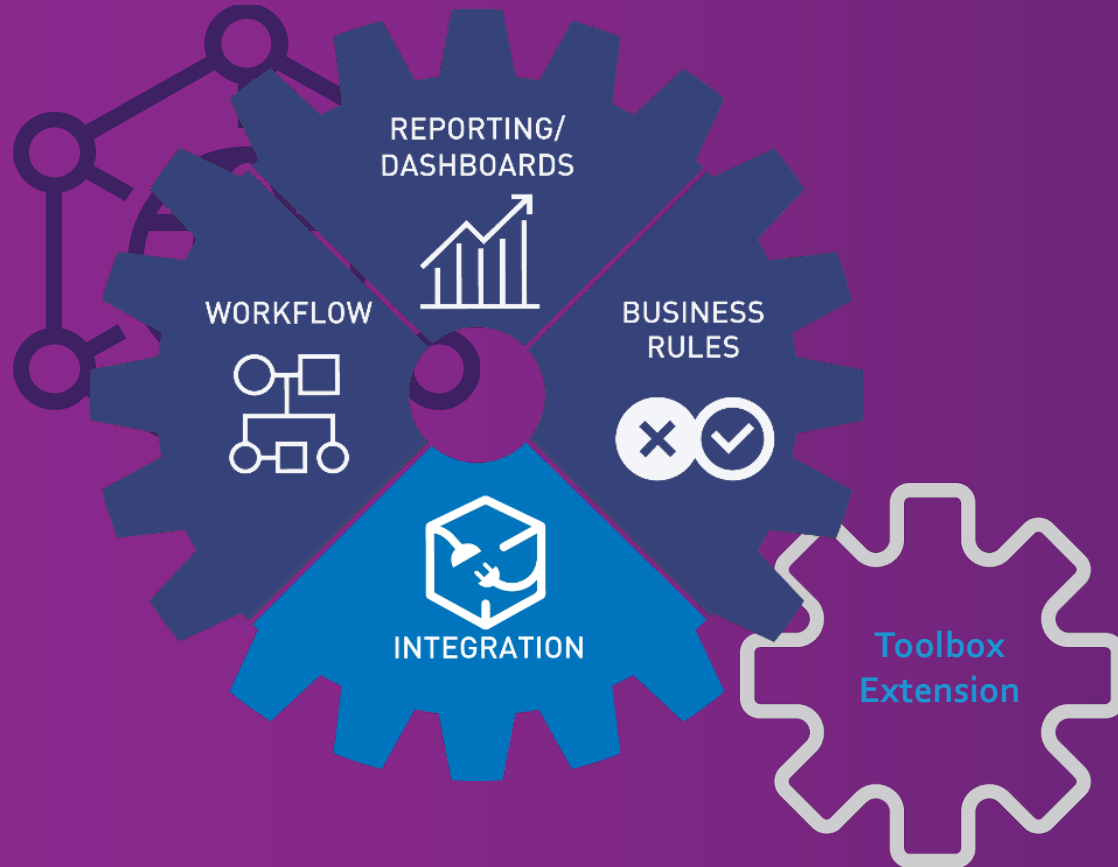 REPORTING/
DASHBOARDS
WORKFLOW
BUSINESS
RULES
INTEGRATION
Toolbox
Extension